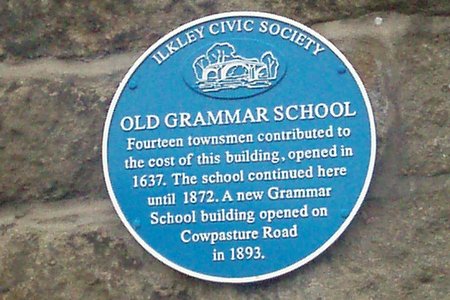 ILKLEY CIVIC SOCIETY
OLD GRAMMAR SCHOOL
Fourteen townsmen contributed to
the cost of this building, opened in
1637. The school continued here
until 1872. A new Grammar
School building opened on
Cowpasture Road
in 1893.